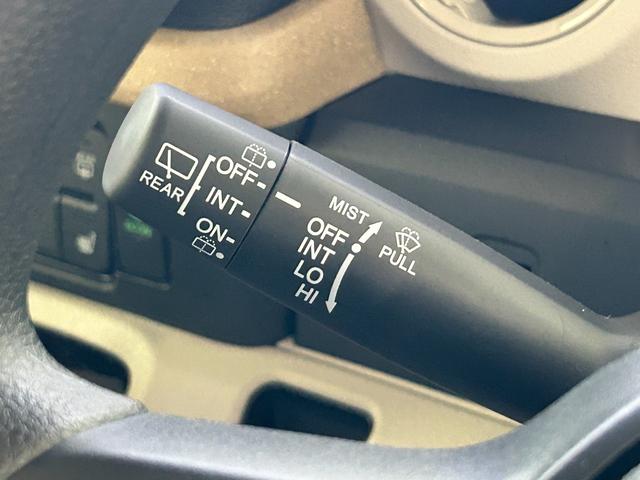 REAR
OFF
INT
ON
MIST
OFF
INT
LO
HI
PULL